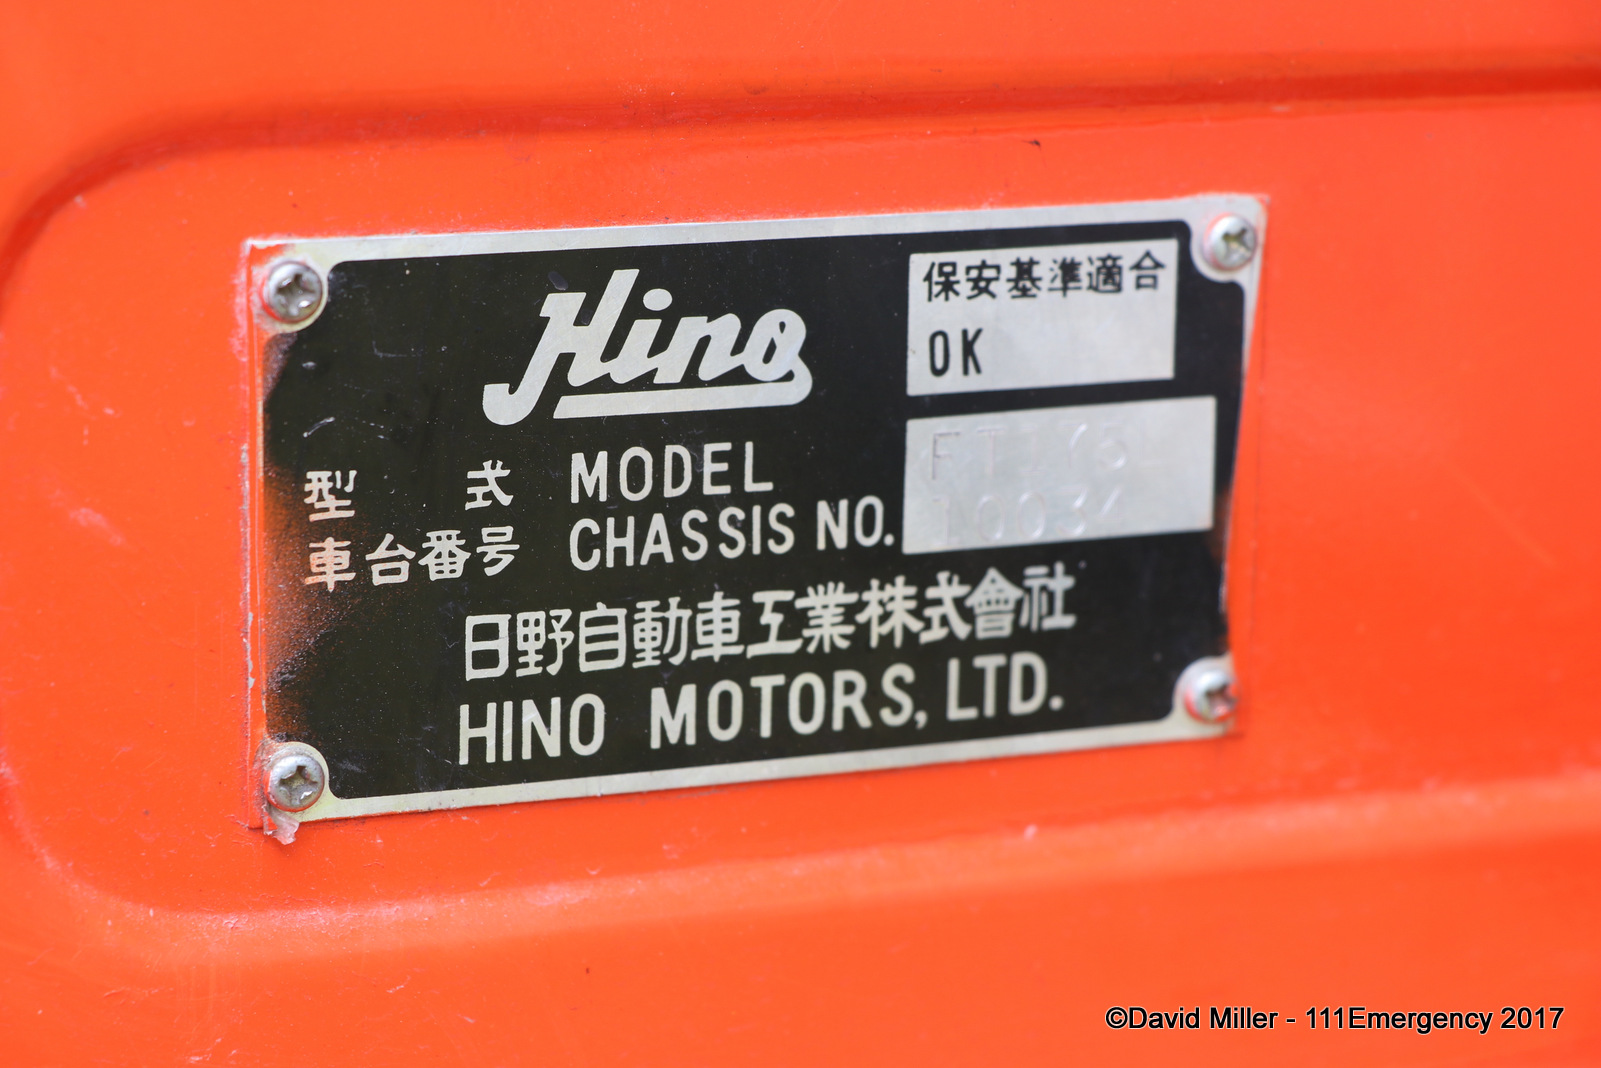 Hino
保安基準適合
OK
型式 MODEL
車台番号 CHASSIS NO.
日野自動車工業株式會社
HINO MOTORS, LTD.
©David Miller - 111Emergency 2017